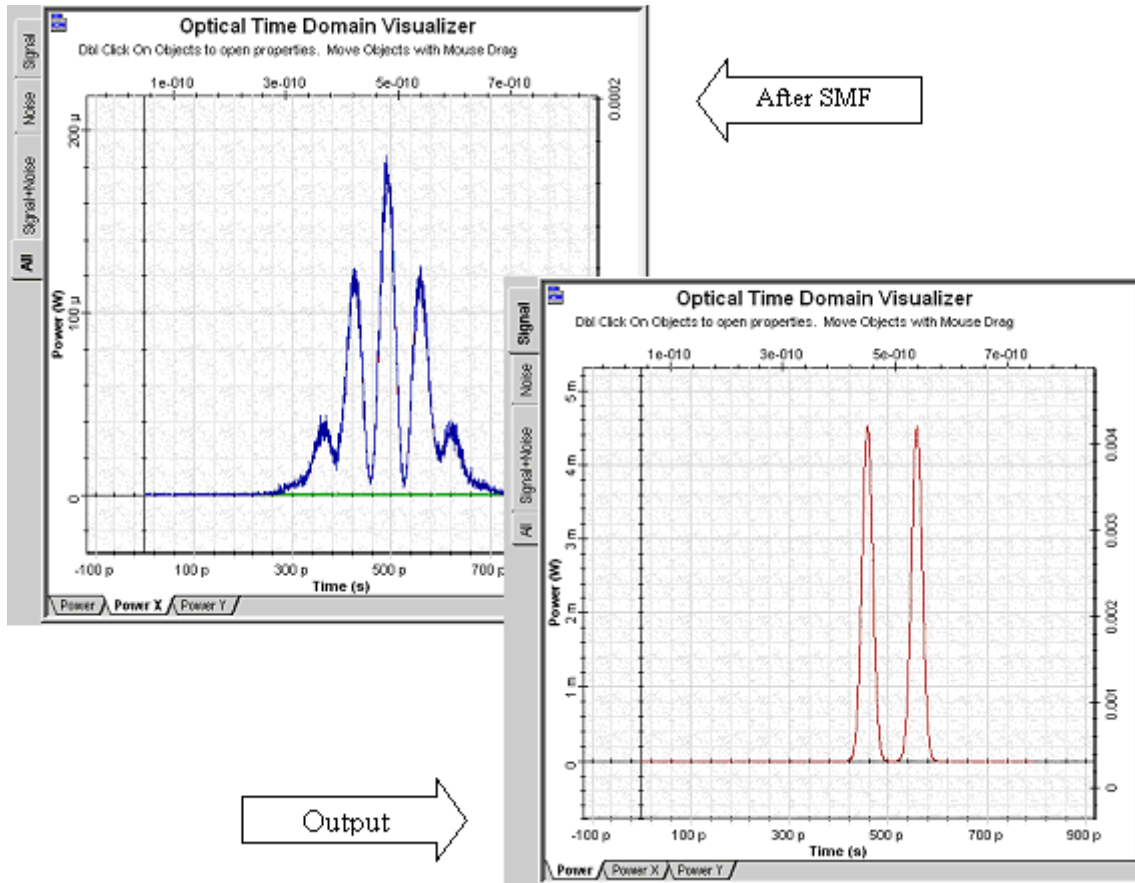 Optical Time Domain Visualizer
Dbl Click On Objects to open properties. Move Objects with Mouse Drag
Signal
Noise
Signal+Noise
All
1e-010 3e-010 5e-010 7e-010
0.0002
Power (W)
200 µ
100 µ
0
-100 p 100 p 300 p 500 p 700 p
Time (s)
Power Power X Power Y
After SMF
Optical Time Domain Visualizer
Dbl Click On Objects to open properties. Move Objects with Mouse Drag
Signal
Noise
Signal+Noise
All
1e-010 3e-010 5e-010 7e-010
Power (W)
5 m
4 m
3 m
2 m
1 m
0
0.004
0.003
0.002
0.001
0
-100 p 100 p 300 p 500 p 700 p 900 p
Time (s)
Power Power X Power Y
Output